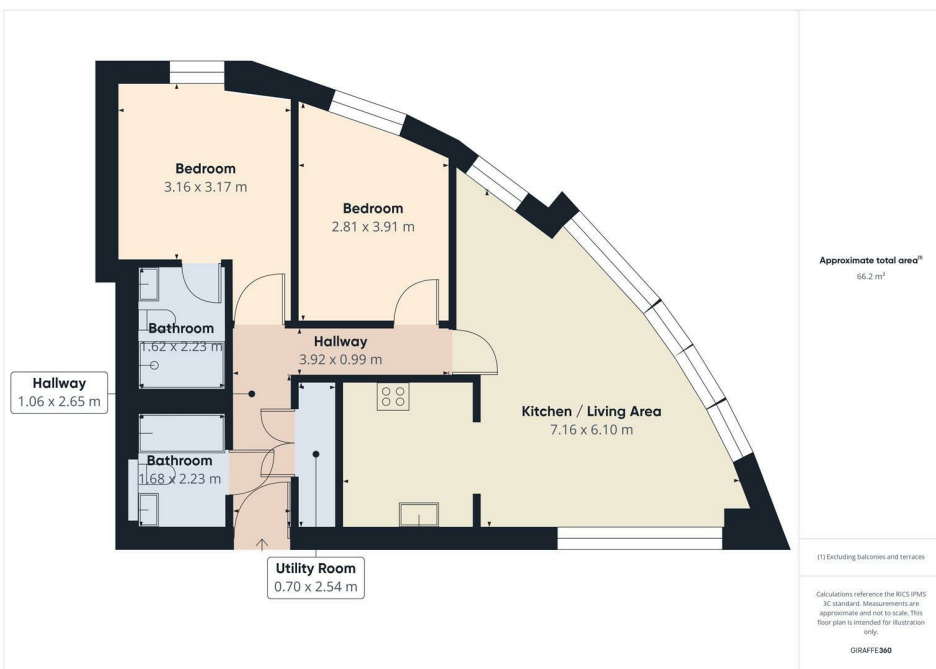 Bedroom
3.16 x 3.17 m
Bedroom
2.81 x 3.91 m
Bathroom
1.62 x 2.23 m
Hallway
3.92 x 0.99 m
Hallway
1.06 x 2.65 m
Kitchen / Living Area
7.16 x 6.10 m
Bathroom
1.68 x 2.23 m
Utility Room
0.70 x 2.54 m
Approximate total area⁽¹⁾
66.2 m²
(1) Excluding balconies and terraces
Calculations reference the RICS IPMS
3C standard. Measurements are
approximate and not to scale. This
floor plan is intended for illustration
only.
GIRAFFE360